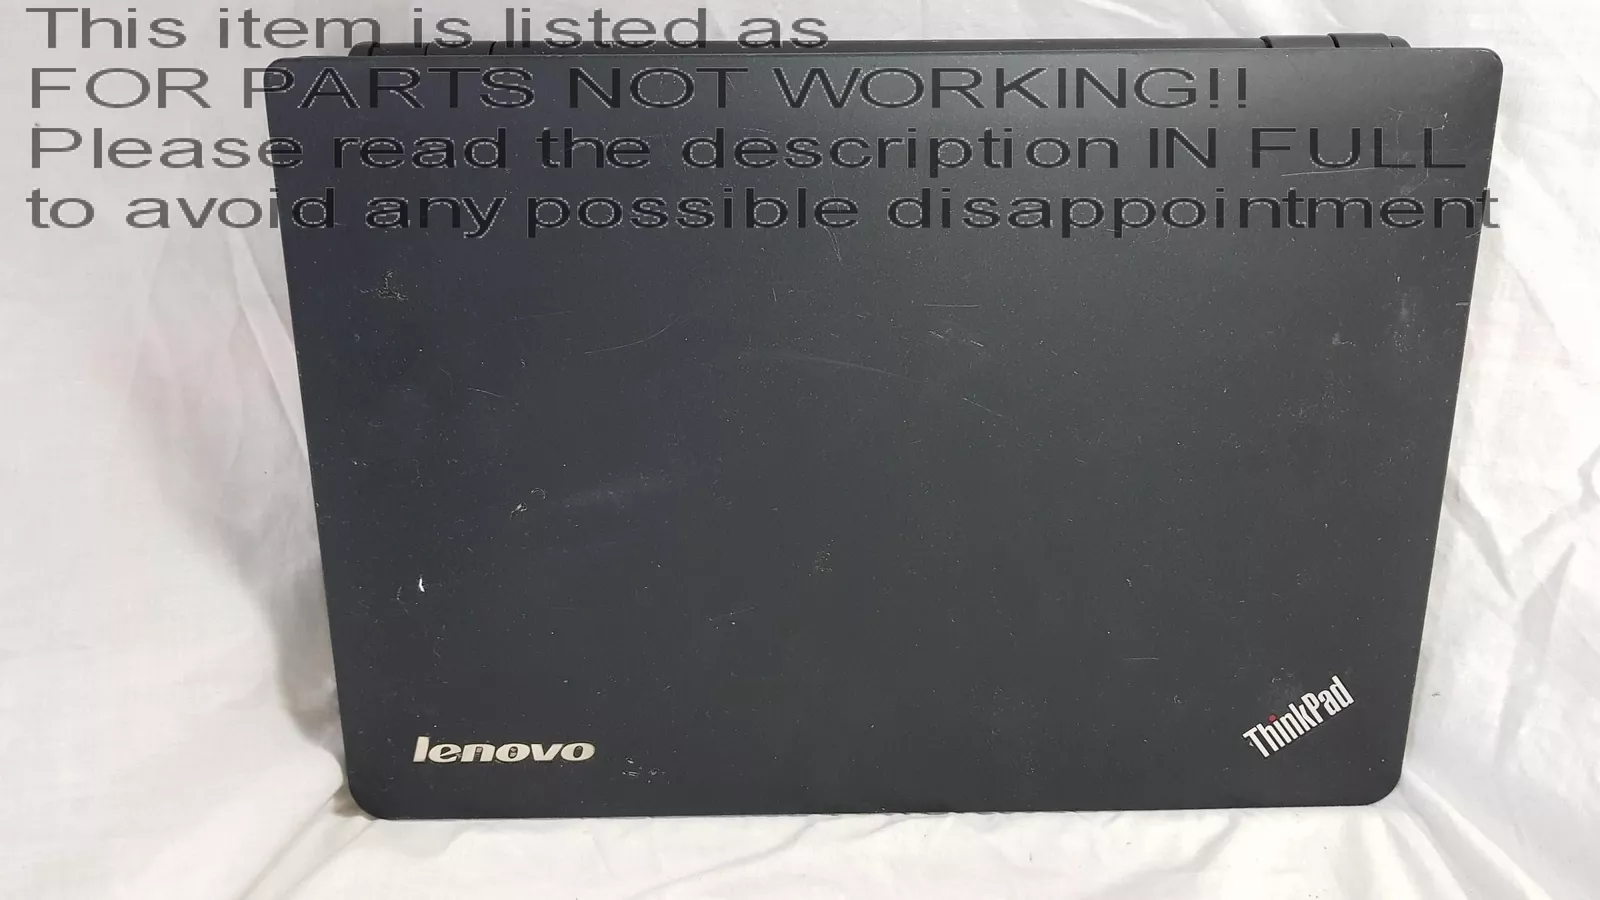 This item is listed as
FOR PARTS NOT WORKING!!
Please read the description IN FULL
to avoid any possible disappointment
lenovo
ThinkPad